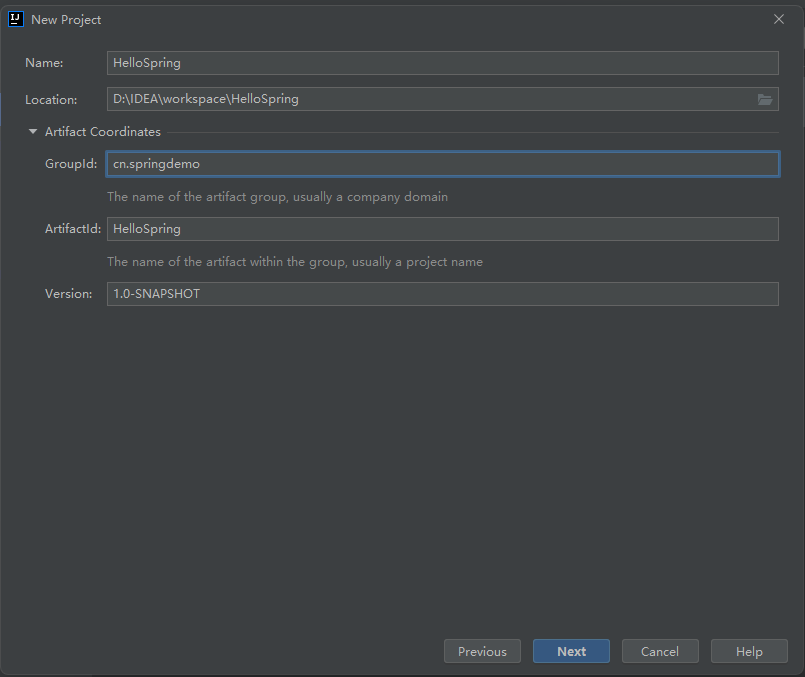 New Project
Name: HelloSpring
Location: D:\IDEA\workspace\HelloSpring
Artifact Coordinates
GroupId: cn.springdemo
The name of the artifact group, usually a company domain
ArtifactId: HelloSpring
The name of the artifact within the group, usually a project name
Version: 1.0-SNAPSHOT
Previous Next Cancel Help